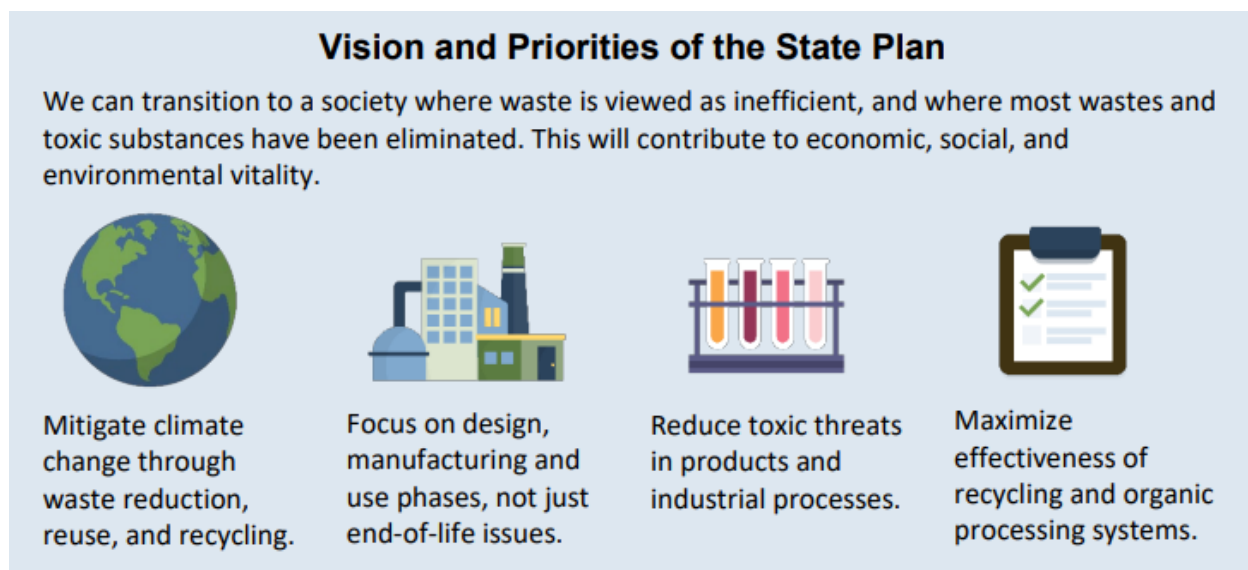 Vision and Priorities of the State Plan
We can transition to a society where waste is viewed as inefficient, and where most wastes and
toxic substances have been eliminated. This will contribute to economic, social, and
environmental vitality.
Mitigate climate
change through
waste reduction,
reuse, and recycling.
Focus on design,
manufacturing and
use phases, not just
end-of-life issues.
Reduce toxic threats
in products and
industrial processes.
Maximize
effectiveness of
recycling and organic
processing systems.